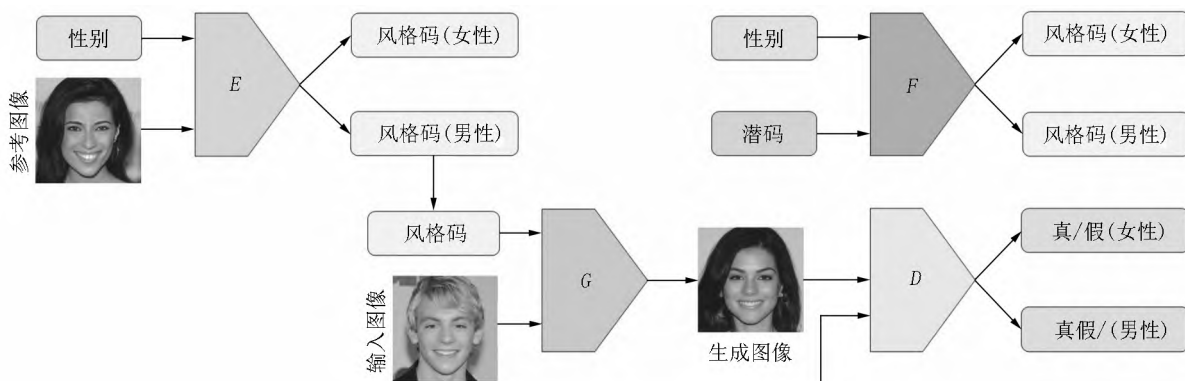 性别
E
风格码(女性)
风格码(男性)
参考图像
性别
潜码
F
风格码(女性)
风格码(男性)
风格码
G
输入图像
生成图像
D
真/假(女性)
真假/(男性)